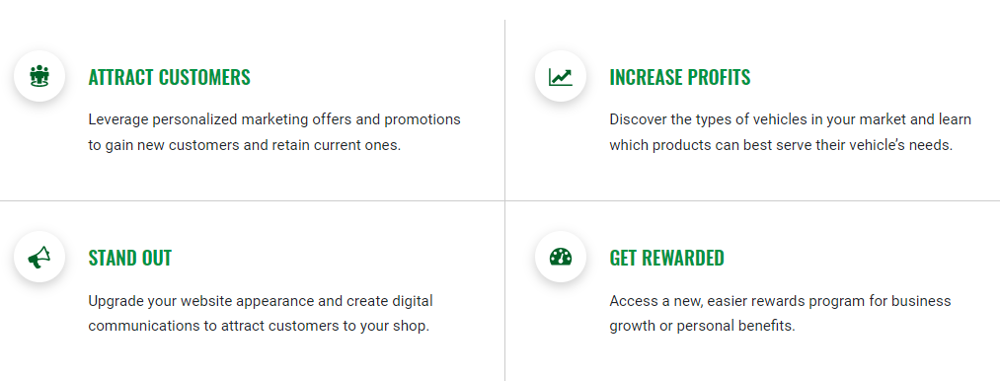 ATTRACT CUSTOMERS
Leverage personalized marketing offers and promotions
to gain new customers and retain current ones.
INCREASE PROFITS
Discover the types of vehicles in your market and learn
which products can best serve their vehicle’s needs.
STAND OUT
Upgrade your website appearance and create digital
communications to attract customers to your shop.
GET REWARDED
Access a new, easier rewards program for business
growth or personal benefits.